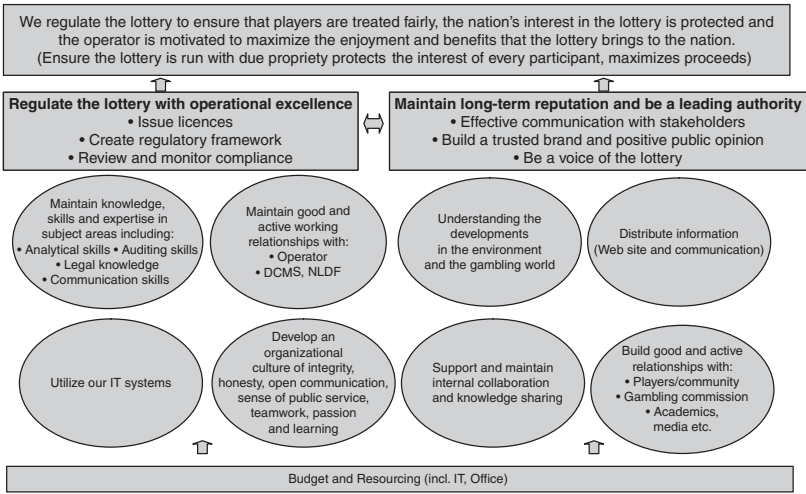 We regulate the lottery to ensure that players are treated fairly, the nation's interest in the lottery is protected and
the operator is motivated to maximize the enjoyment and benefits that the lottery brings to the nation.
(Ensure the lottery is run with due propriety protects the interest of every participant, maximizes proceeds)
Regulate the lottery with operational excellence
• Issue licences
• Create regulatory framework
• Review and monitor compliance
Maintain long-term reputation and be a leading authority
• Effective communication with stakeholders
• Build a trusted brand and positive public opinion
• Be a voice of the lottery
Maintain knowledge,
skills and expertise in
subject areas including:
• Analytical skills • Auditing skills
• Legal knowledge
• Communication skills
Maintain good and
active working
relationships with:
• Operator
• DCMS, NLDF
Understanding the
developments
in the environment
and the gambling world
Distribute information
(Web site and communication)
Utilize our IT systems
Develop an
organizational
culture of integrity,
honesty, open communication,
sense of public service,
teamwork, passion
and learning
Support and maintain
internal collaboration
and knowledge sharing
Build good and active
relationships with:
• Players/community
• Gambling commission
• Academics,
media etc.
Budget and Resourcing (incl. IT, Office)